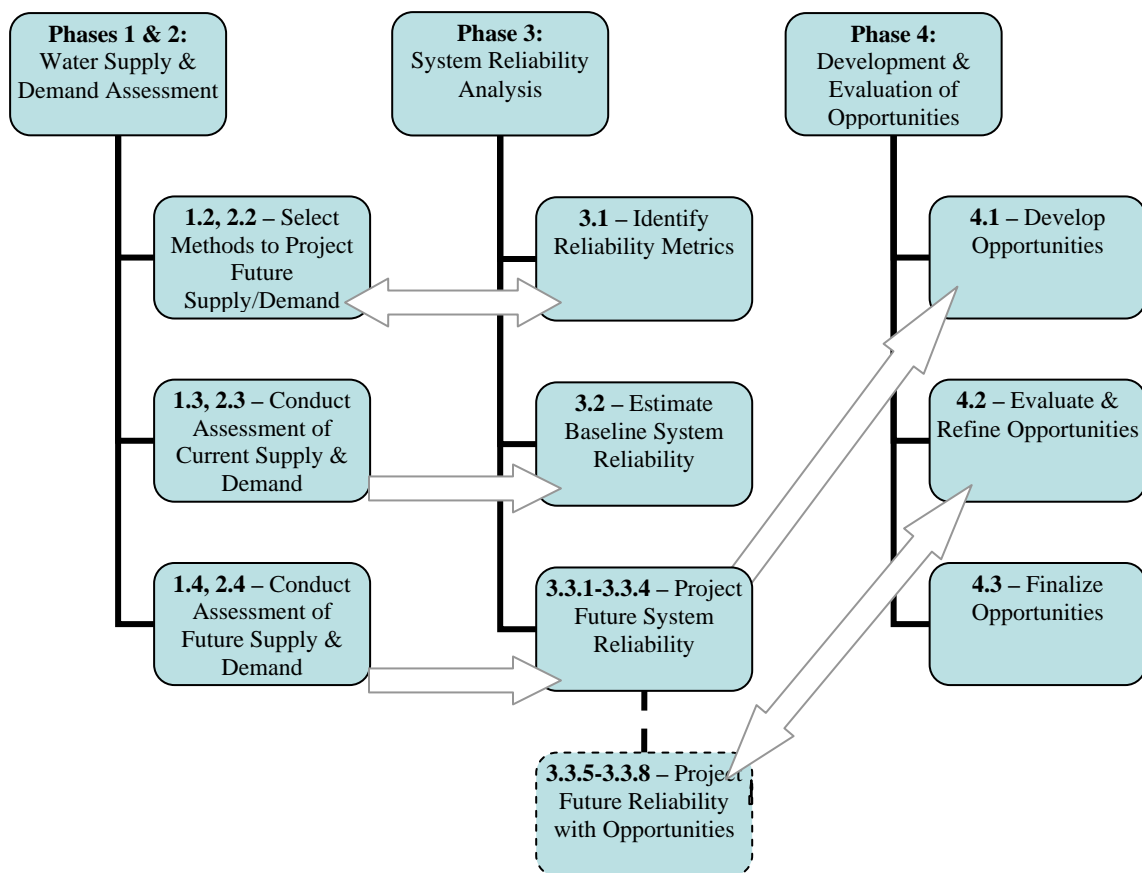 Phases 1 & 2:
Water Supply &
Demand Assessment
1.2, 2.2 – Select
Methods to Project
Future
Supply/Demand
1.3, 2.3 – Conduct
Assessment of
Current Supply &
Demand
1.4, 2.4 – Conduct
Assessment of
Future Supply &
Demand
Phase 3:
System Reliability
Analysis
3.1 – Identify
Reliability Metrics
3.2 – Estimate
Baseline System
Reliability
3.3.1-3.3.4 – Project
Future System
Reliability
3.3.5-3.3.8 – Project
Future Reliability
with Opportunities
Phase 4:
Development &
Evaluation of
Opportunities
4.1 – Develop
Opportunities
4.2 – Evaluate &
Refine Opportunities
4.3 – Finalize
Opportunities